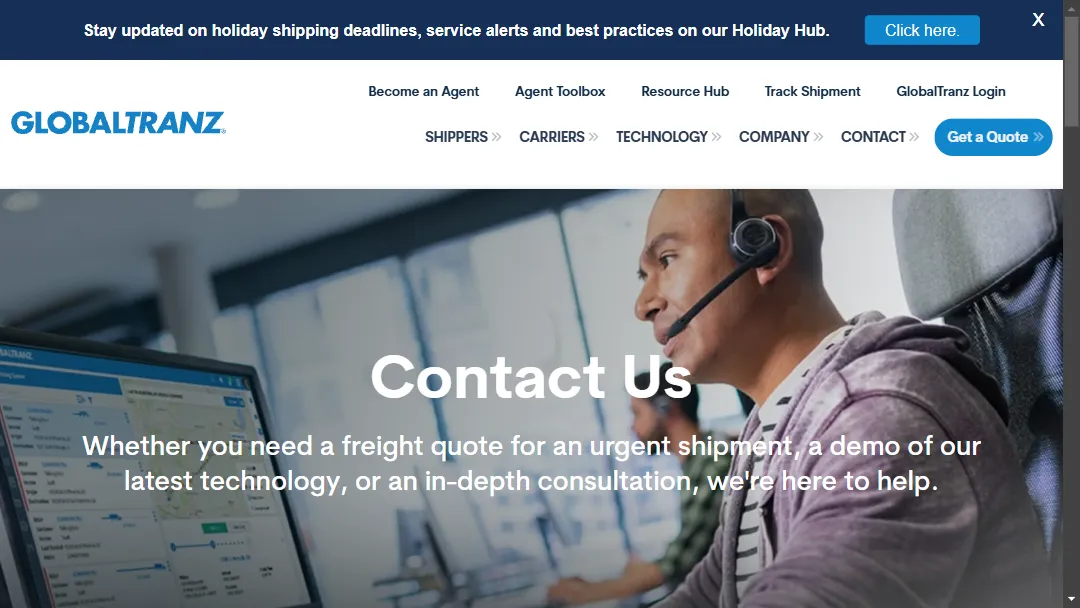 Stay updated on holiday shipping deadlines, service alerts and best practices on our Holiday Hub.
Click here.
X
Become an Agent
Agent Toolbox
Resource Hub
Track Shipment
GlobalTranz Login
GLOBALTRANZ
SHIPPERS
CARRIERS
TECHNOLOGY
COMPANY
CONTACT
Get a Quote
Contact Us
Whether you need a freight quote for an urgent shipment, a demo of our
latest technology, or an in-depth consultation, we're here to help.